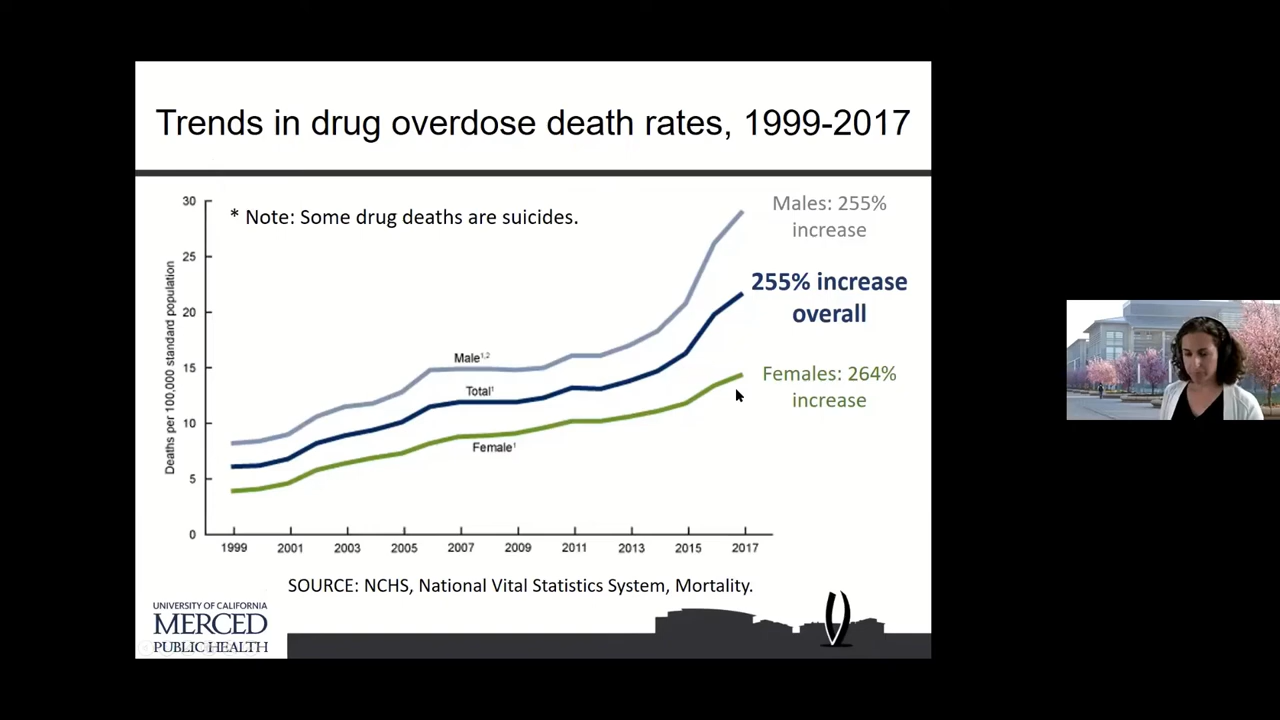 Trends in drug overdose death rates, 1999-2017
30
25
20
15
10
5
0
Deaths per 100,000 standard population
* Note: Some drug deaths are suicides.
Male¹,²
Total¹
Female¹
Males: 255%
increase
255% increase
overall
Females: 264%
increase
1999 2001 2003 2005 2007 2009 2011 2013 2015 2017
SOURCE: NCHS, National Vital Statistics System, Mortality.
UNIVERSITY OF CALIFORNIA
MERCED
PUBLIC HEALTH